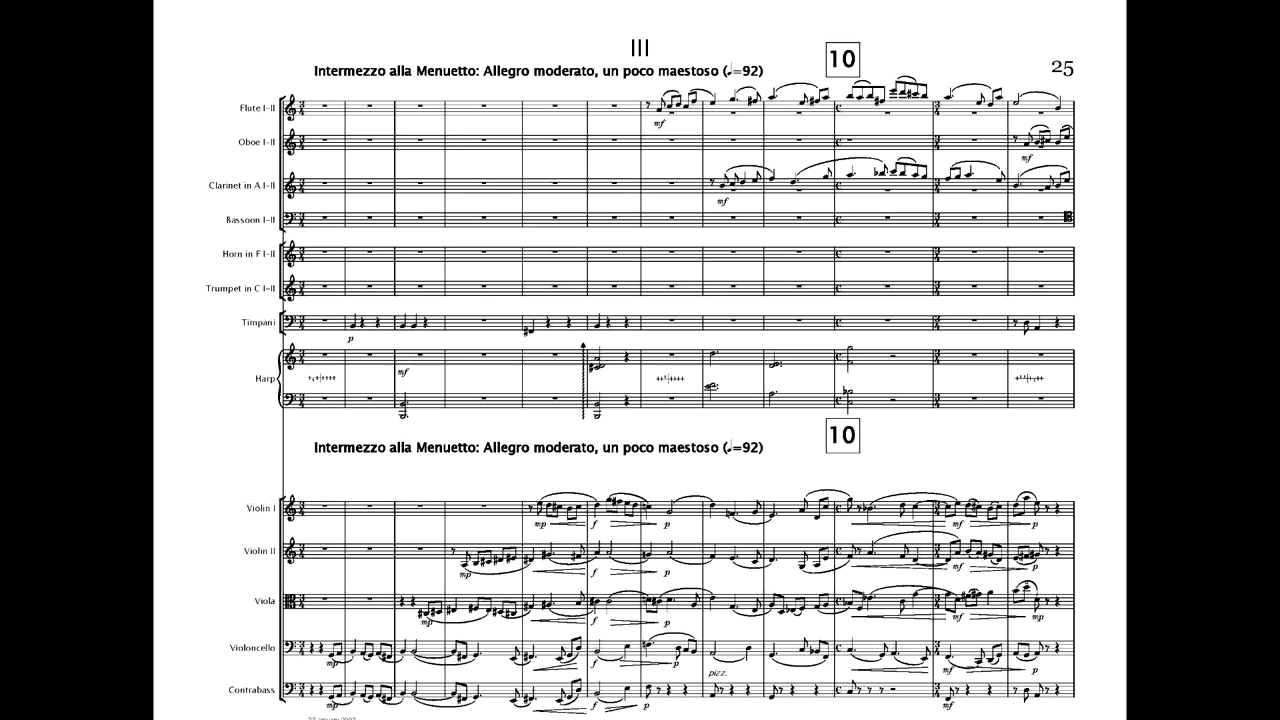 III
Intermezzo alla Menuetto: Allegro moderato, un poco maestoso (♩=92)
10
25
Flute I-II
mf
Oboe I-II
mf
Clarinet in A I-II
mf
Bassoon I-II
Horn in F I-II
Trumpet in C I-II
Timpani
p
Harp
mf
10
Intermezzo alla Menuetto: Allegro moderato, un poco maestoso (♩=92)
Violin I
mp f p mf p
Violin II
mp f p mf p
Viola
mp f p mf mp
Violoncello
mp f p mf p
pizz.
Contrabass
mp f p mf